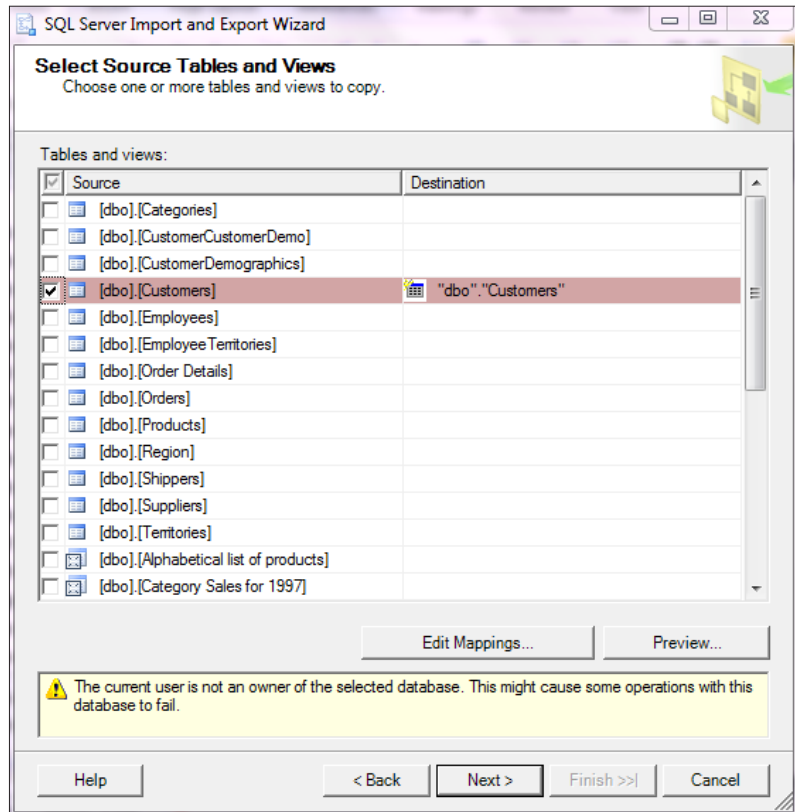 SQL Server Import and Export Wizard
Select Source Tables and Views
Choose one or more tables and views to copy.
Tables and views:
Source Destination
[dbo].[Categories]
[dbo].[CustomerCustomerDemo]
[dbo].[CustomerDemographics]
[dbo].[Customers] "dbo"."Customers"
[dbo].[Employees]
[dbo].[EmployeeTerritories]
[dbo].[Order Details]
[dbo].[Orders]
[dbo].[Products]
[dbo].[Region]
[dbo].[Shippers]
[dbo].[Suppliers]
[dbo].[Territories]
[dbo].[Alphabetical list of products]
[dbo].[Category Sales for 1997]
Edit Mappings... Preview...
The current user is not an owner of the selected database. This might cause some operations with this
database to fail.
Help < Back Next > Finish >>| Cancel